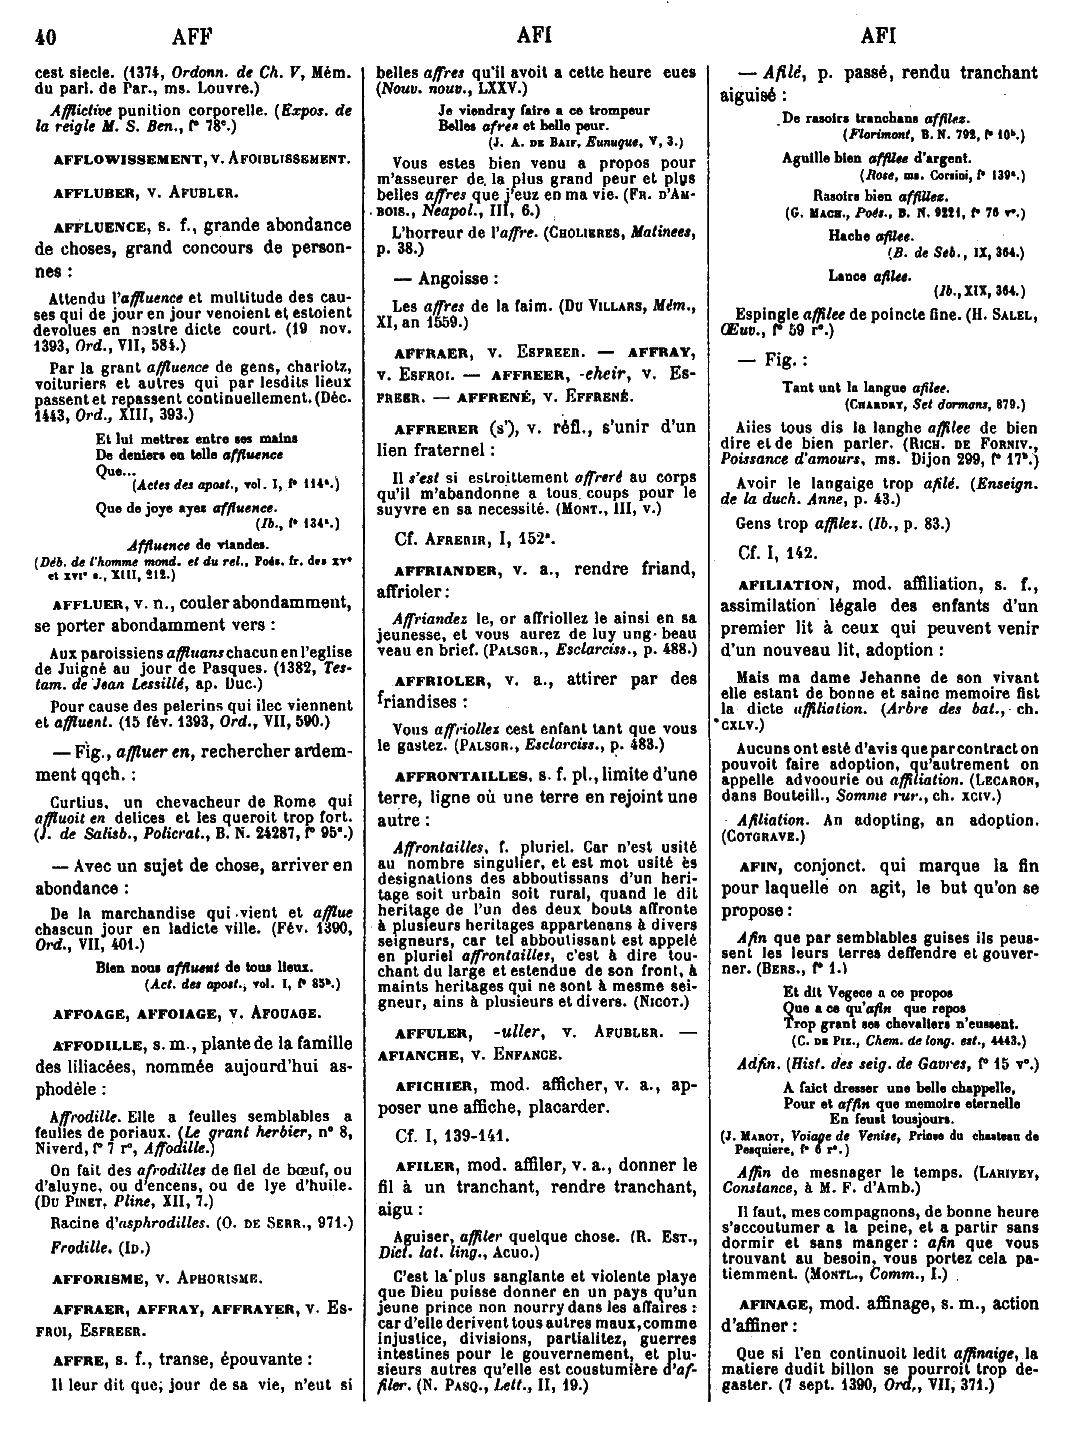 40 AFF AFI AFI
cest siecle. (1374, Ordonn. de Ch. V, Mém.
du parl. de Par., ms. Louvre.)
Afflictive punition corporelle. (Expos. de
la reigle M. S. Ben., f° 78ᵃ.)
AFFLOWISSEMENT, v. AFOIBLISSEMENT.
AFFLUBER, v. AFUBLER.
AFFLUENCE, s. f., grande abondance
de choses, grand concours de person-
nes :
Attendu l'affluence et multitude des cau-
ses qui de jour en jour venoient et estoient
devolues en nostre dicte court. (19 nov.
1393, Ord., VII, 584.)
Par la grant affluence de gens, chariotz,
voituriers et autres qui par lesdits lieux
passent et repassent continuellement. (Déc.
1443, Ord., XIII, 393.)
Et lui mettrez entre ses mains
De deniers en telle affluence
Que...
(Actes des apost., vol. I, f° 114ᵃ.)
Que de joye ayez affluence.
(Ib., f° 134ᵃ.)
Affluence de viandes.
(Déb. de l'homme mond. et du rel., Poés. fr. des XVᵉ
et XVIᵉ s., XIII, 212.)
AFFLUER, v. n., couler abondamment,
se porter abondamment vers :
Aux paroissiens affluans chacun en l'eglise
de Juigné au jour de Pasques. (1382, Tes-
tam. de Jean Lessillé, ap. Duc.)
Pour cause des pelerins qui ilec viennent
et affluent. (15 fév. 1393, Ord., VII, 590.)
— Fig., affluer en, rechercher ardem-
ment qqch. :
Curtius, un chevacheur de Rome qui
affluoit en delices et les queroit trop fort.
(J. de Salisb., Policrat., B. N. 24287, f° 95ᵃ.)
— Avec un sujet de chose, arriver en
abondance :
De la marchandise qui vient et afflue
chascun jour en ladicte ville. (Fév. 1390,
Ord., VII, 401.)
Bien nous affluent de tous lieux.
(Act. des apost., vol. I, f° 85ᵇ.)
AFFOAGE, AFFOIAGE, v. AFOUAGE.
AFFODILLE, s. m., plante de la famille
des liliacées, nommée aujourd'hui as-
phodèle :
Affrodille. Elle a feulles semblables a
feulles de poriaux. (Le grant herbier, n° 8,
Niverd, f° 7 r°, Affodille.)
On fait des afrodilles de fiel de bœuf, ou
d'aluyne, ou d'encens, ou de lye d'huile.
(DU PINET, Pline, XII, 7.)
Racine d'asphrodilles. (O. DE SERR., 971.)
Frodille. (ID.)
AFFORISME, v. APHORISME.
AFFRAER, AFFRAY, AFFRAYER, v. ES-
FROI, ESFREER.
AFFRE, s. f., transe, épouvante :
Il leur dit que, jour de sa vie, n'eut si
belles affres qu'il avoit a cette heure eues
(Nouv. nouv., LXXV.)
Je viendray faire a ce trompeur
Belles afres et belle peur.
(J. A. DE BAIF, Eunuque, V, 3.)
Vous estes bien venu a propos pour
m'asseurer de la plus grand peur et plus
belles affres que j'euz en ma vie. (FR. D'AM-
BOIS., Neapol., III, 6.)
L'horreur de l'affre. (CHOLIERES, Matinees,
p. 38.)
— Angoisse :
Les affres de la faim. (DU VILLARS, Mém.,
XI, an 1559.)
AFFRAER, v. ESFREER. — AFFRAY,
v. ESFROI. — AFFREER, -eheir, v. ES-
FREER. — AFFRENÉ, v. EFFRENÉ.
AFFRERER (s'), v. réfl., s'unir d'un
lien fraternel :
Il s'est si estroittement affreré au corps
qu'il m'abandonne a tous coups pour le
suyvre en sa necessité. (MONT., III, v.)
Cf. AFRERIR, I, 152ᵃ.
AFFRIANDER, v. a., rendre friand,
affrioler :
Affriandez le, or affriollez le ainsi en sa
jeunesse, et vous aurez de luy ung beau
veau en brief. (PALSGR., Esclarciss., p. 488.)
AFFRIOLER, v. a., attirer par des
friandises :
Vous affriollez cest enfant tant que vous
le gastez. (PALSGR., Esclarciss., p. 483.)
AFFRONTAILLES, s. f. pl., limite d'une
terre, ligne où une terre en rejoint une
autre :
Affrontailles, f. pluriel. Car n'est usité
au nombre singulier, et est mot usité ès
designations des abboutissans d'un heri-
tage soit urbain soit rural, quand le dit
heritage de l'un des deux bouts affronte
à plusieurs heritages appartenans à divers
seigneurs, car tel abboutissant est appelé
en pluriel affrontailles, c'est à dire tou-
chant du large et estendue de son front, à
maints heritages qui ne sont à mesme sei-
gneur, ains à plusieurs et divers. (NICOT.)
AFFULER, -uller, v. AFUBLER. —
AFIANCHE, v. ENFANCE.
AFICHIER, mod. afficher, v. a., ap-
poser une affiche, placarder.
Cf. I, 139-141.
AFILER, mod. affiler, v. a., donner le
fil à un tranchant, rendre tranchant,
aigu :
Aguiser, affiler quelque chose. (R. EST.,
Dict. lat. ling., Acuo.)
C'est la plus sanglante et violente playe
que Dieu puisse donner en un pays qu'un
jeune prince non nourry dans les affaires :
car d'elle derivent tous autres maux, comme
injustice, divisions, partialitez, guerres
intestines pour le gouvernement, et plu-
sieurs autres qu'elle est coustumière d'af-
filer. (N. PASQ., Lett., II, 19.)
— Afilé, p. passé, rendu tranchant
aiguisé :
De rasoirs tranchans affilez.
(Florimont, B. N. 792, f° 10ᵇ.)
Aguille bien affilee d'argent.
(Rose, ms. Corsini, f° 139ᵃ.)
Rasoirs bien affillez.
(G. MACH., Poés., B. N. 9221, f° 76 v°.)
Hache afilee.
(B. de Seb., IX, 364.)
Lance afilee.
(Ib., XIX, 364.)
Espingle affilee de poincte fine. (H. SALEL,
Œuv., f° 59 r°.)
— Fig. :
Tant unt la langue afilee.
(CHARDRY, Set dormans, 879.)
Ailes tous dis la langhe affilee de bien
dire et de bien parler. (RICH. DE FORNIV.,
Poissance d'amours, ms. Dijon 299, f° 17ᵇ.)
Avoir le langaige trop afilé. (Enseign.
de la duch. Anne, p. 43.)
Gens trop affilez. (Ib., p. 83.)
Cf. I, 142.
AFILIATION, mod. affiliation, s. f.,
assimilation légale des enfants d'un
premier lit à ceux qui peuvent venir
d'un nouveau lit, adoption :
Mais ma dame Jehanne de son vivant
elle estant de bonne et saine memoire fist
la dicte affiliation. (Arbre des bat., ch.
CXLV.)
Aucuns ont esté d'avis que par contract on
pouvoit faire adoption, qu'autrement on
appelle advoourie ou affiliation. (LECARON,
dans Bouteill., Somme rur., ch. XCIV.)
Afiliation. An adopting, an adoption.
(COTGRAVE.)
AFIN, conjonct. qui marque la fin
pour laquelle on agit, le but qu'on se
propose :
Afin que par semblables guises ils peus-
sent les leurs terres deffendre et gouver-
ner. (BERS., f° 1.)
Et dit Vegece a ce propos
Que a ce qu'afin que repos
Trop grant ses chevaliers n'eussent.
(C. DE PIZ., Chem. de long. est., 4443.)
Adfin. (Hist. des seig. de Gavres, f° 15 v°.)
A faict dresser une belle chappelle,
Pour et affin que memoire eternelle
En feust tousjours.
(J. MAROT, Voiage de Venise, Prinse du chasteau de
Pesquiere, f° 6 r°.)
Affin de mesnager le temps. (LARIVEY,
Constance, à M. F. d'Amb.)
Il faut, mes compagnons, de bonne heure
s'accoutumer a la peine, et a partir sans
dormir et sans manger : afin que vous
trouvant au besoin, vous portez cela pa-
tiemment. (MONTL., Comm., I.)
AFINAGE, mod. affinage, s. m., action
d'affiner :
Que si l'en continuoit ledit affinaige, la
matiere dudit billon se pourroit trop de-
gaster. (7 sept. 1390, Ord., VII, 371.)